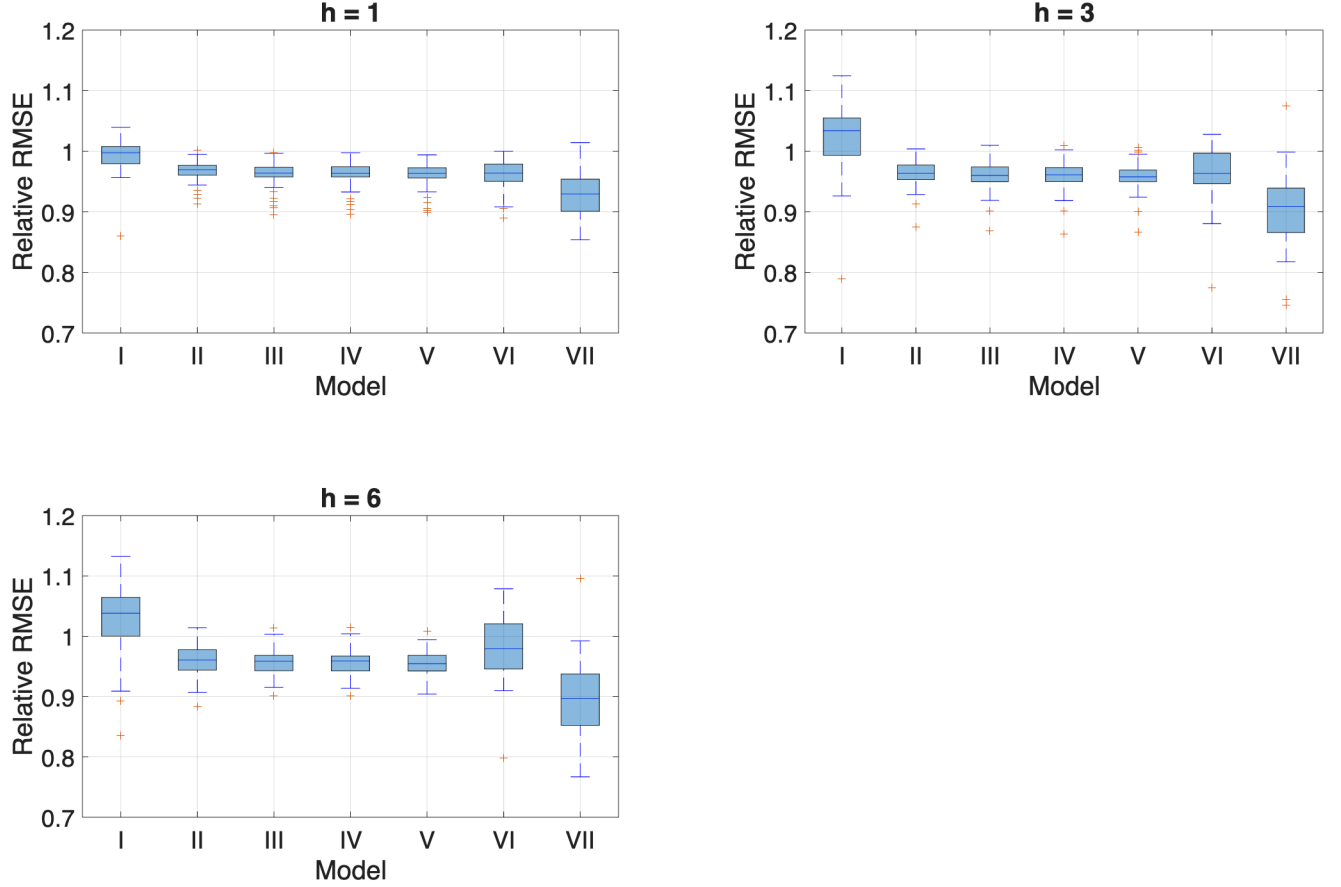 h = 1
Relative RMSE
1.2
1.1
1
0.9
0.8
0.7
I II III IV V VI VII
Model
h = 3
Relative RMSE
1.2
1.1
1
0.9
0.8
0.7
I II III IV V VI VII
Model
h = 6
Relative RMSE
1.2
1.1
1
0.9
0.8
0.7
I II III IV V VI VII
Model